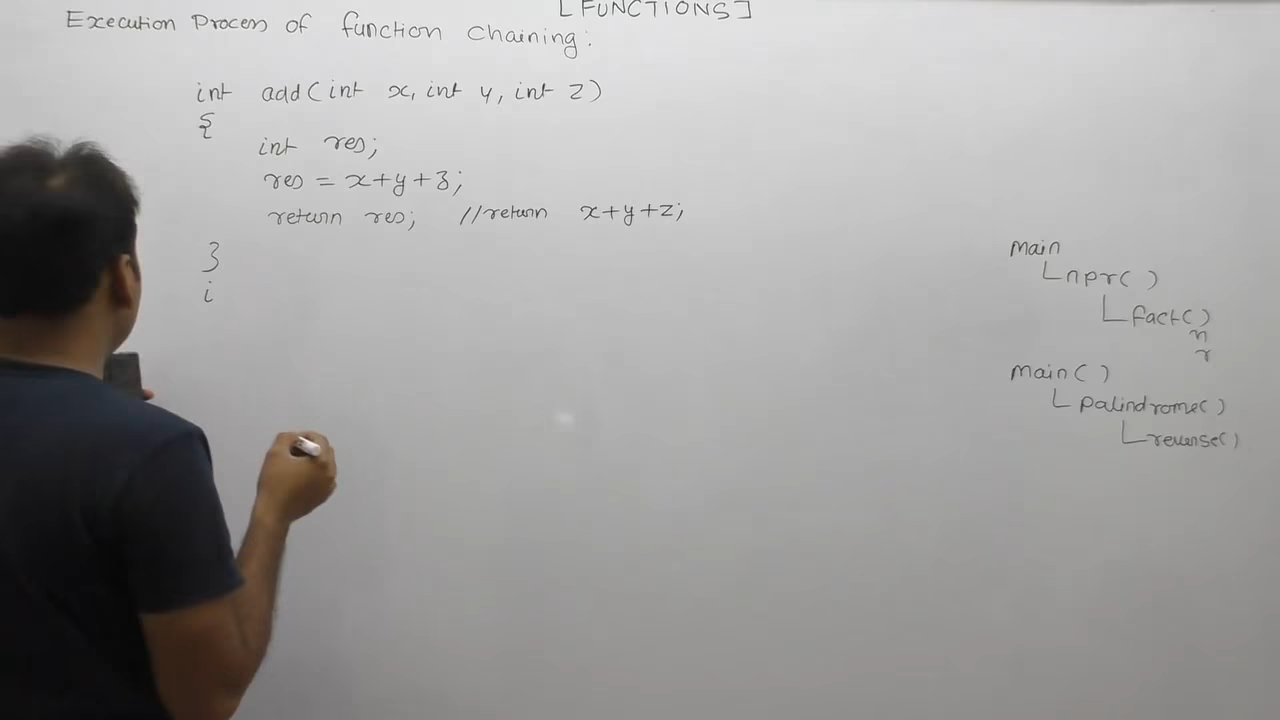 [FUNCTIONS]
Execution Process of function chaining:
int add(int x, int y, int z)
{
int res;
res = x+y+3;
return res; //return x+y+z;
}
i
main
npr( )
fact( )
n
r
main( )
palindrome( )
reverse( )